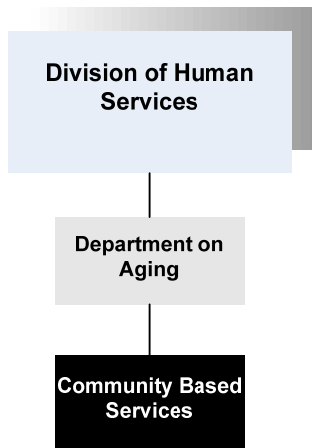 Division of Human
Services
Department on
Aging
Community Based
Services